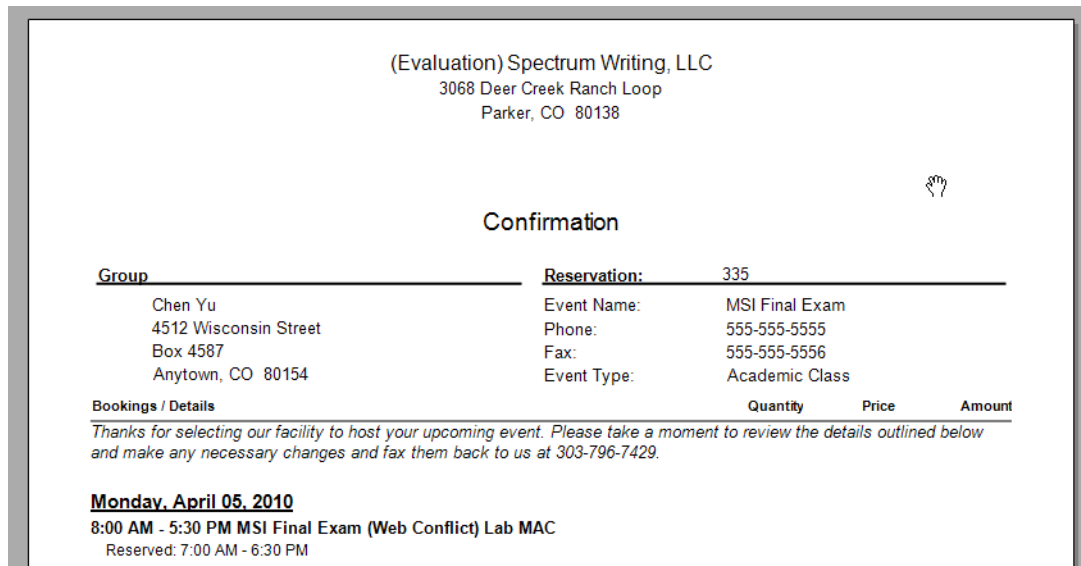 (Evaluation) Spectrum Writing, LLC
3068 Deer Creek Ranch Loop
Parker, CO 80138
Confirmation
Group Reservation: 335
Chen Yu Event Name: MSI Final Exam
4512 Wisconsin Street Phone: 555-555-5555
Box 4587 Fax: 555-555-5556
Anytown, CO 80154 Event Type: Academic Class
Bookings / Details Quantity Price Amount
Thanks for selecting our facility to host your upcoming event. Please take a moment to review the details outlined below
and make any necessary changes and fax them back to us at 303-796-7429.
Monday, April 05, 2010
8:00 AM - 5:30 PM MSI Final Exam (Web Conflict) Lab MAC
Reserved: 7:00 AM - 6:30 PM